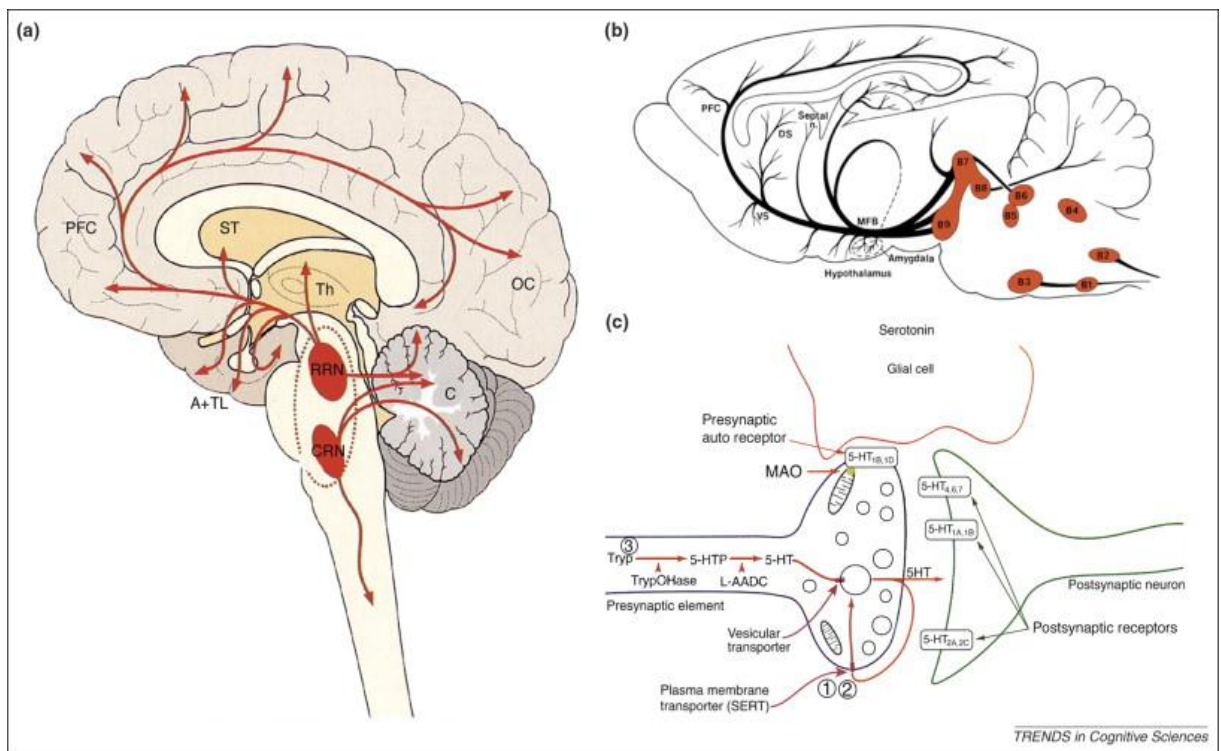 (a)
PFC
ST
Th
OC
RRN
A+TL
C
CRN
(b)
PFC
DS
Septal
n.
VS
MFB
Amygdala
Hypothalamus
B7
B8
B9
B6
B5
B4
B2
B3
B1
(c)
Serotonin
Glial cell
Presynaptic
auto receptor
5-HT1B,1D
MAO
5-HT4,6,7
5-HT1A,1B
3
Tryp
5-HTP
5-HT
5HT
TrypOHase
L-AADC
Presynaptic element
Postsynaptic neuron
Vesicular
transporter
Postsynaptic receptors
5-HT2A,2C
1 2
Plasma membrane
transporter (SERT)
TRENDS in Cognitive Sciences